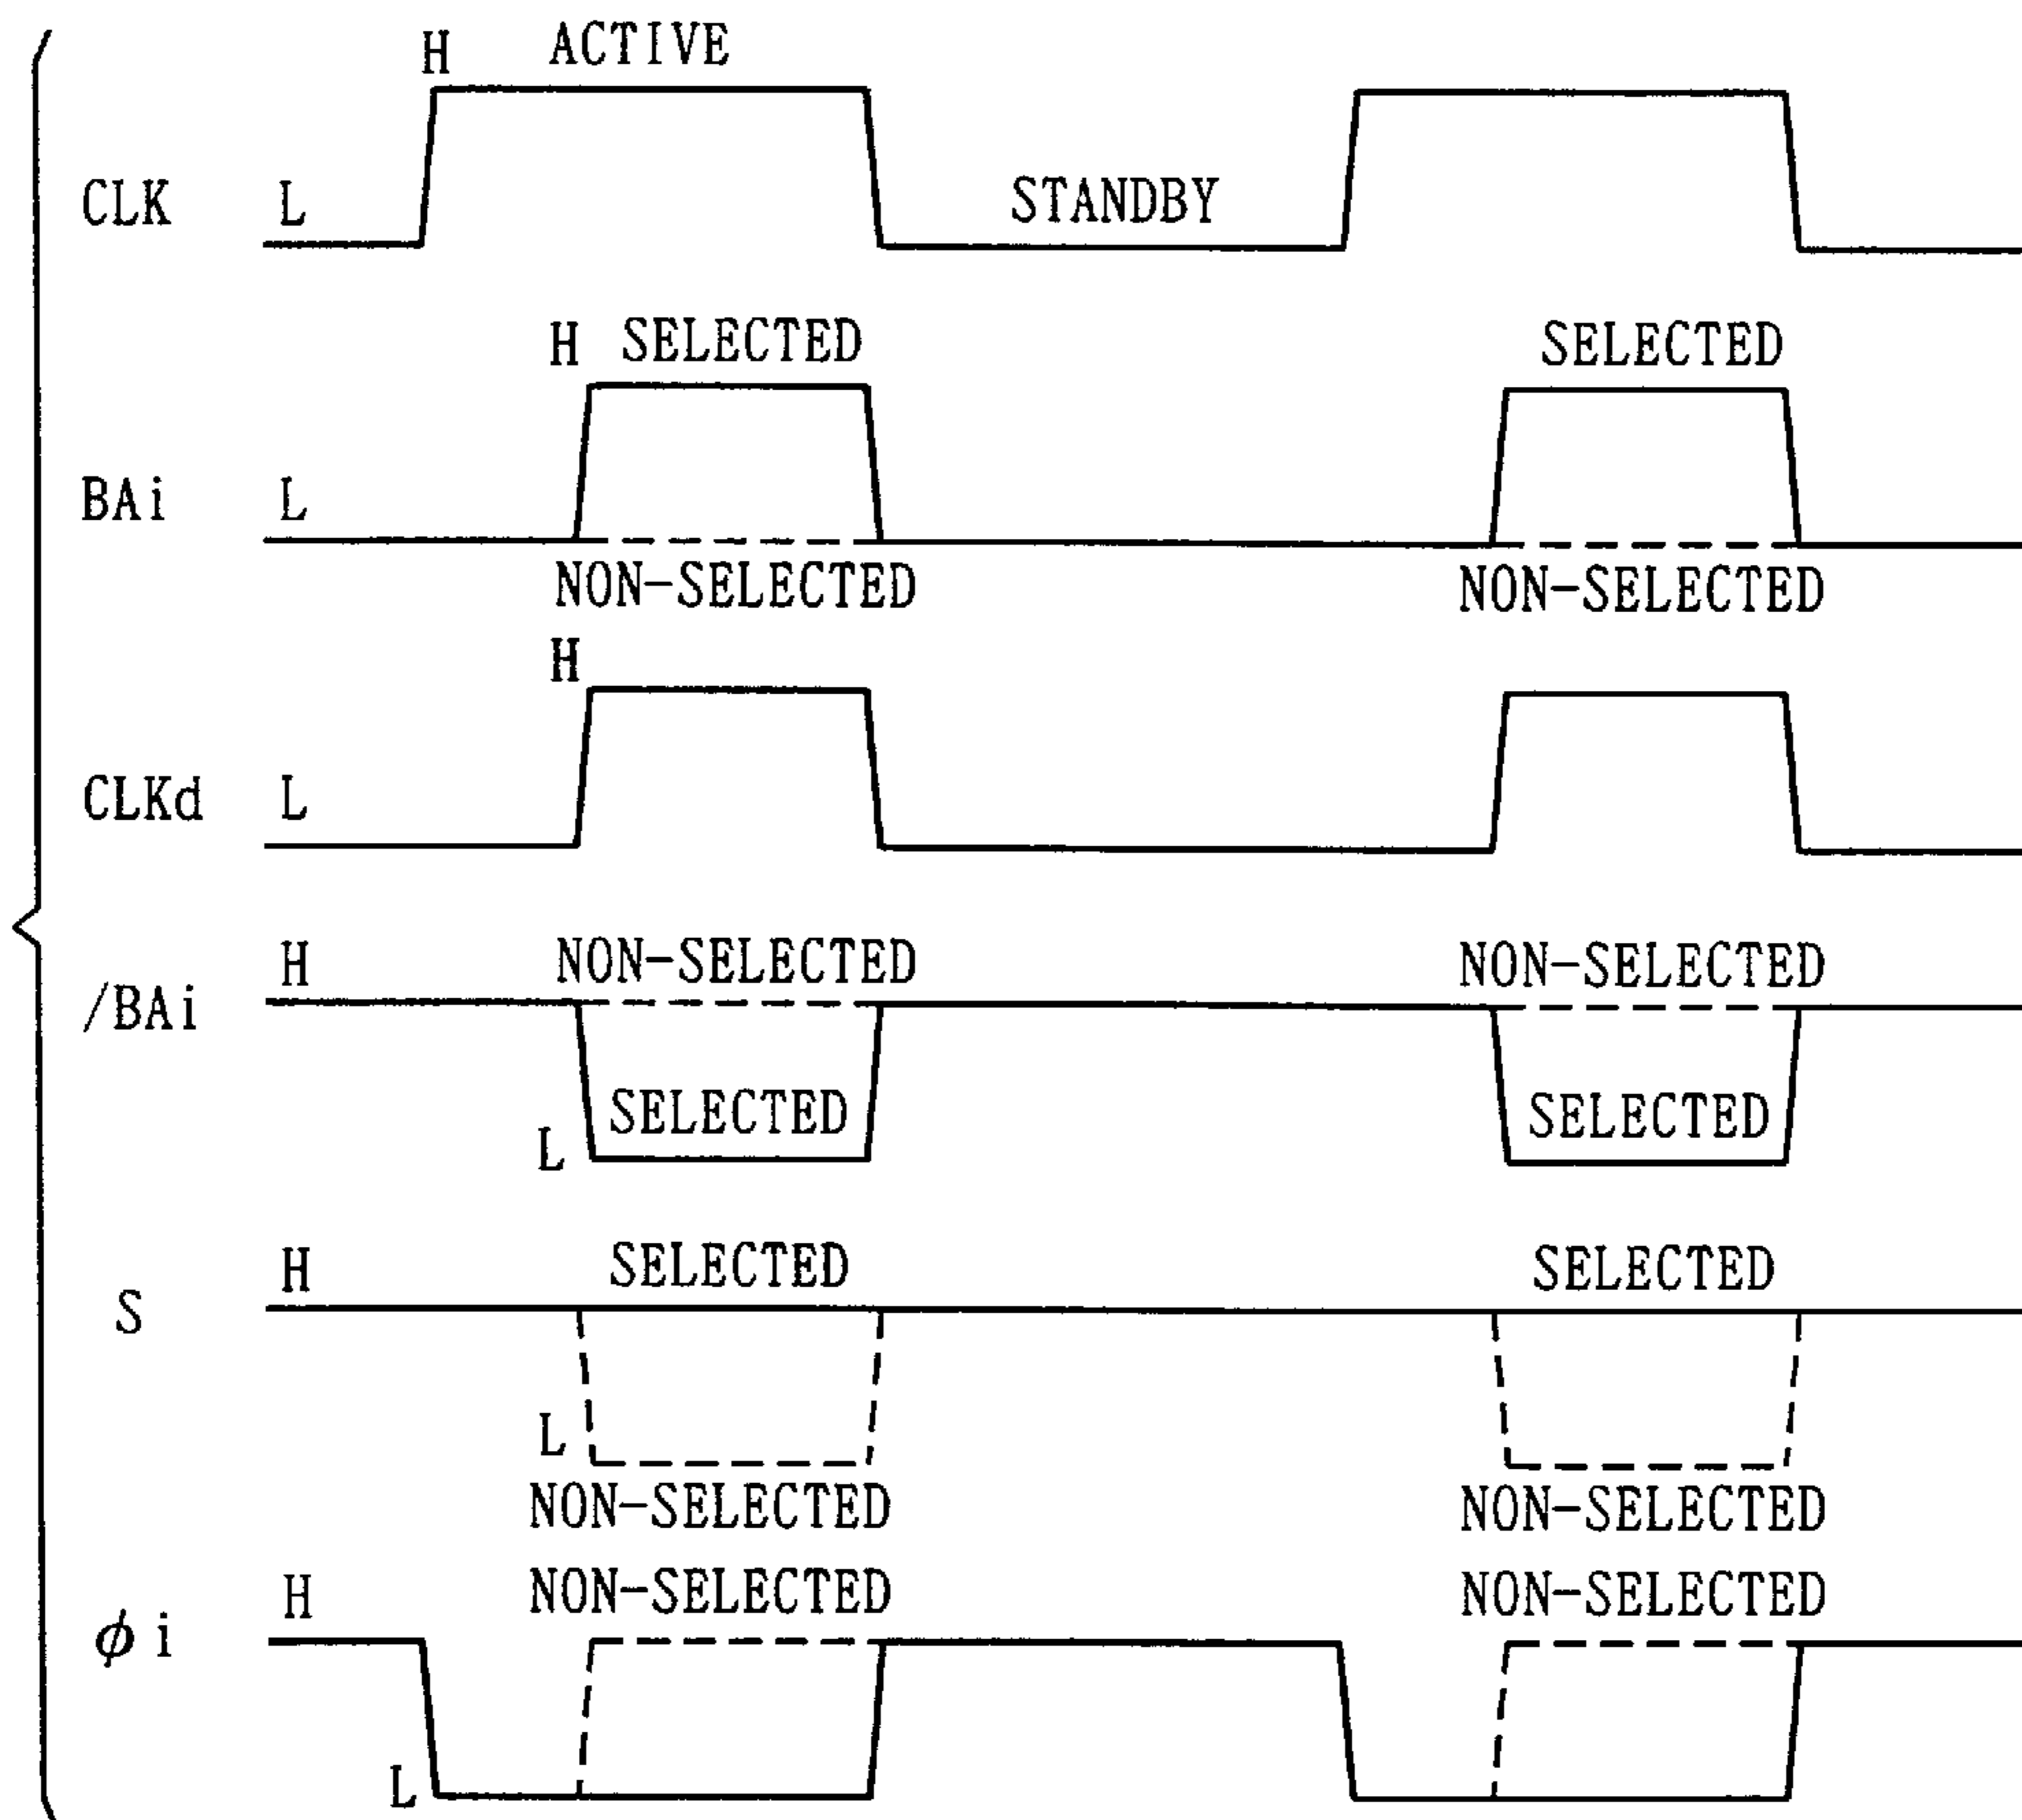 H ACTIVE
CLK L STANDBY
H SELECTED SELECTED
BAi L
NON-SELECTED NON-SELECTED
H
CLKd L
H NON-SELECTED NON-SELECTED
/BAi
L SELECTED SELECTED
H SELECTED SELECTED
S
L
NON-SELECTED NON-SELECTED
H NON-SELECTED NON-SELECTED
ϕi
L